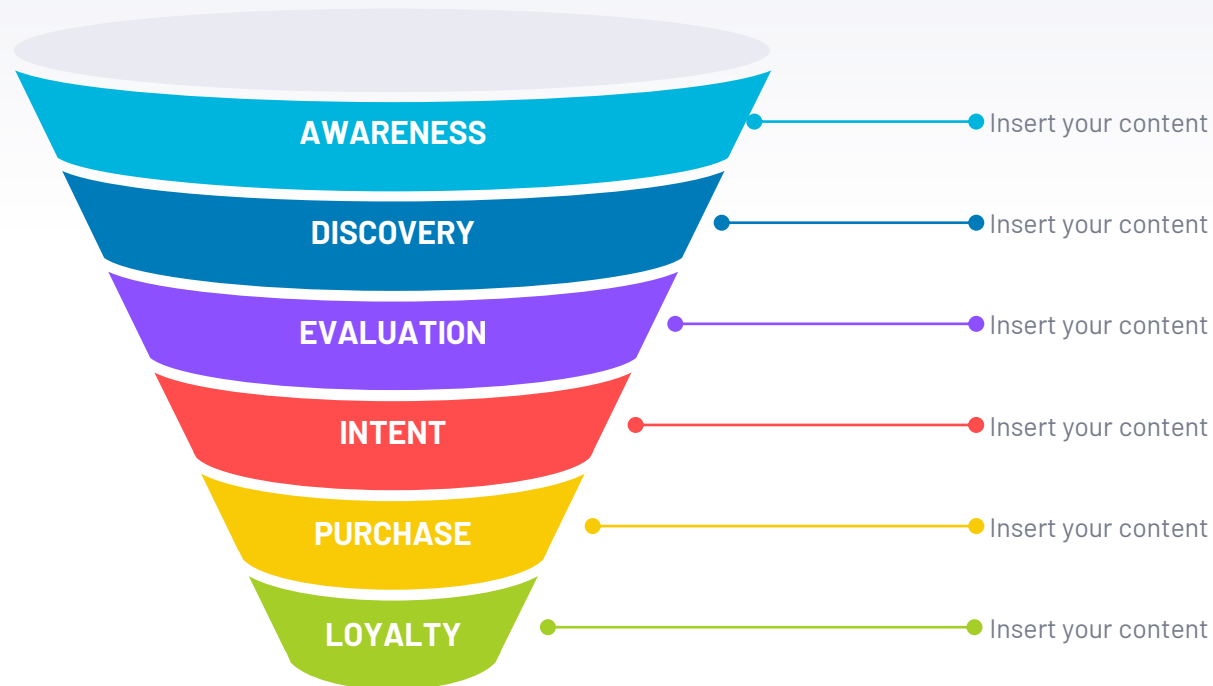 AWARENESS
Insert your content
DISCOVERY
Insert your content
EVALUATION
Insert your content
INTENT
Insert your content
PURCHASE
Insert your content
LOYALTY
Insert your content